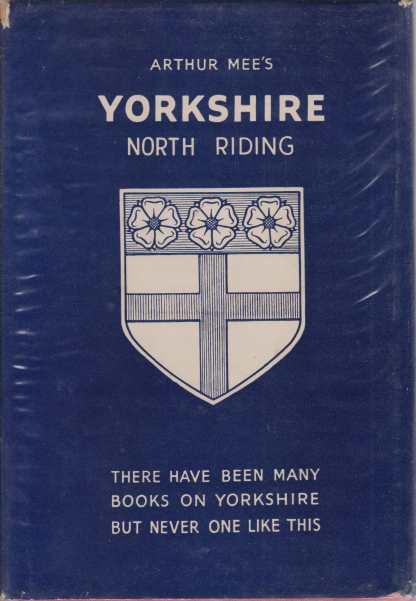 ARTHUR MEE'S
YORKSHIRE
NORTH RIDING
THERE HAVE BEEN MANY
BOOKS ON YORKSHIRE
BUT NEVER ONE LIKE THIS